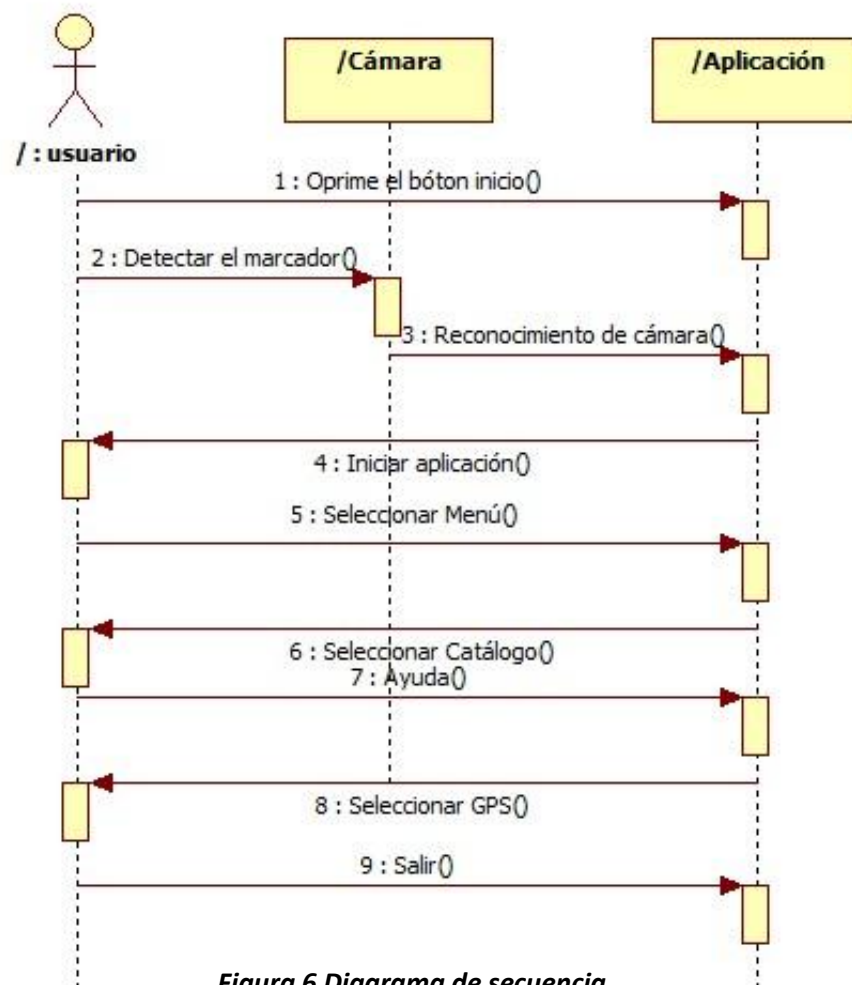 /Cámara
/Aplicación
/ : usuario
1 : Oprime el bóton inicio()
2 : Detectar el marcador()
3 : Reconocimiento de cámara()
4 : Iniciar aplicación()
5 : Seleccionar Menú()
6 : Seleccionar Catálogo()
7 : Ayuda()
8 : Seleccionar GPS()
9 : Salir()
Figura 6 Diagrama de secuencia